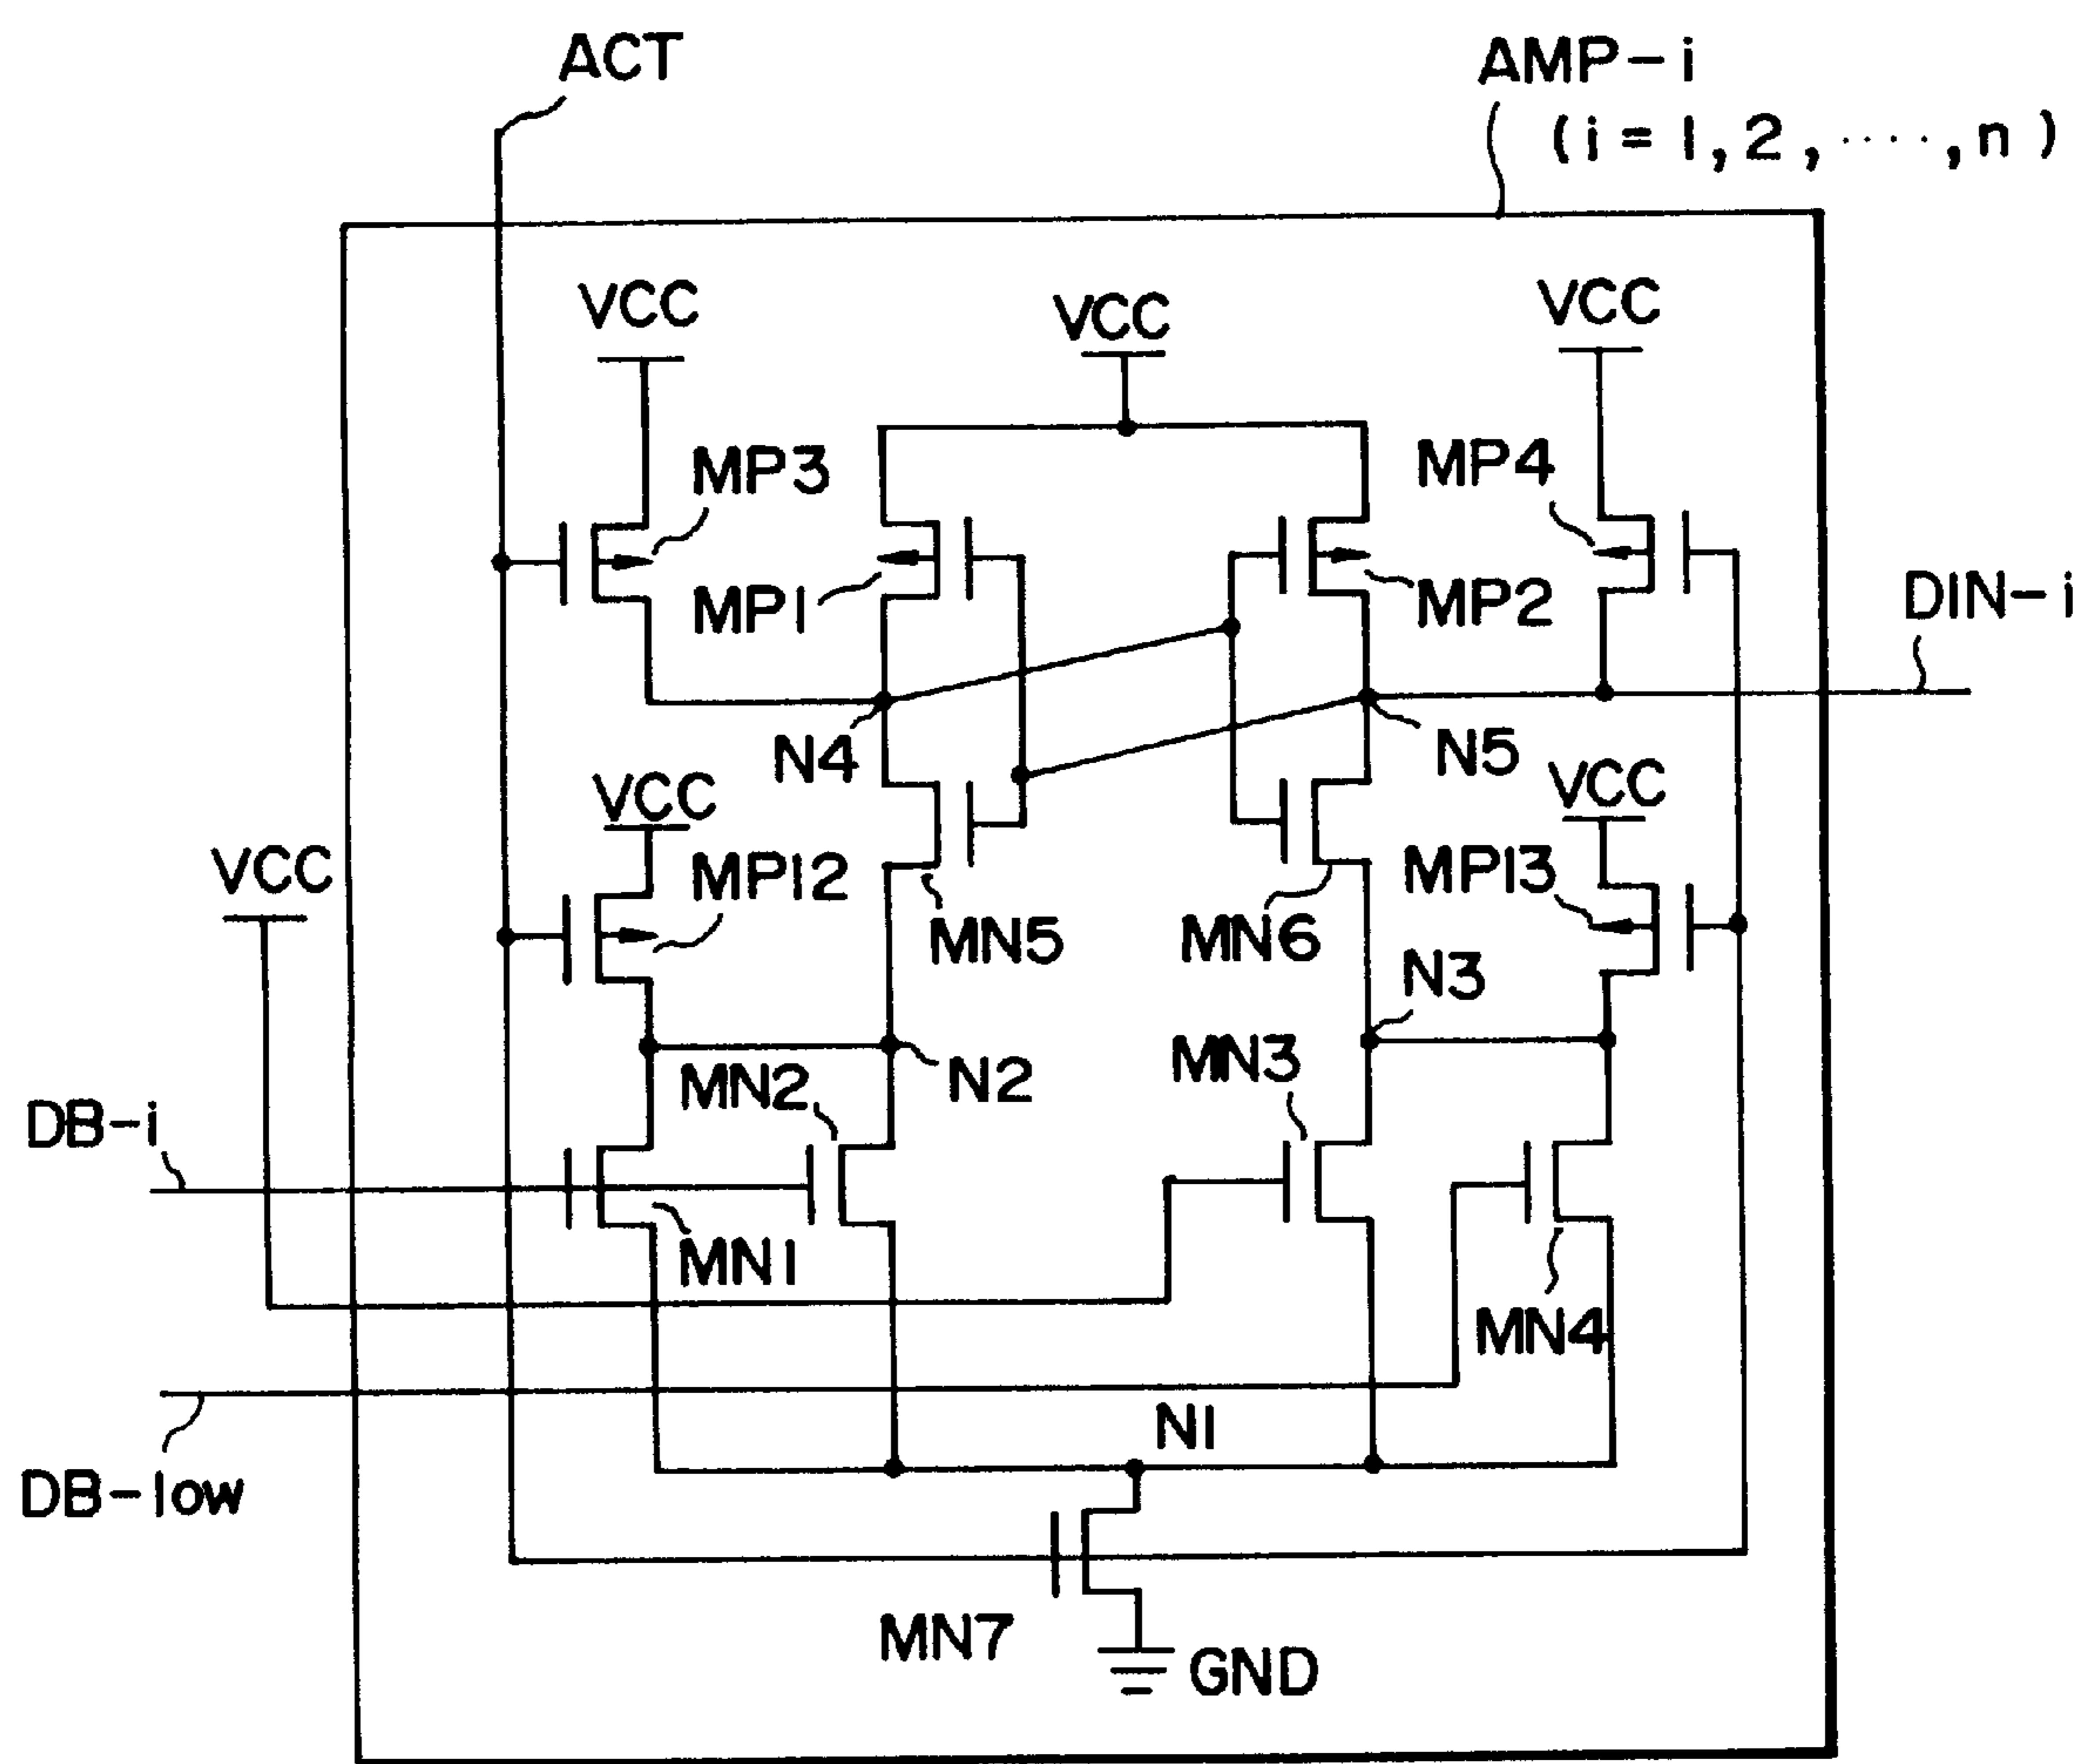 ACT
AMP-i
(i = 1, 2, ····, n )
VCC
VCC
VCC
MP3
MP4
MP1
MP2
DIN-i
N4
N5
VCC
VCC
VCC
MP12
MP13
MN5
MN6
N3
MN2
N2
MN3
DB-i
MN1
MN4
N1
DB-low
MN7
GND